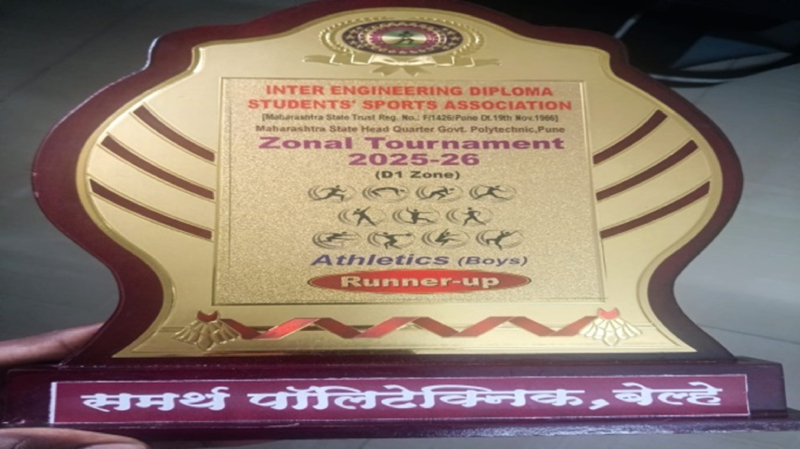 INTER ENGINEERING DIPLOMA
STUDENTS' SPORTS ASSOCIATION
[Maharashtra State Trust Reg. No.: F/1426/Pune Dt.19th Nov.1986]
Maharashtra State Head Quarter Govt. Polytechnic,Pune
Zonal Tournament
2025-26
(D1 Zone)
Athletics (Boys)
Runner-up
समर्थ पॉलिटेक्निक, बेल्हे